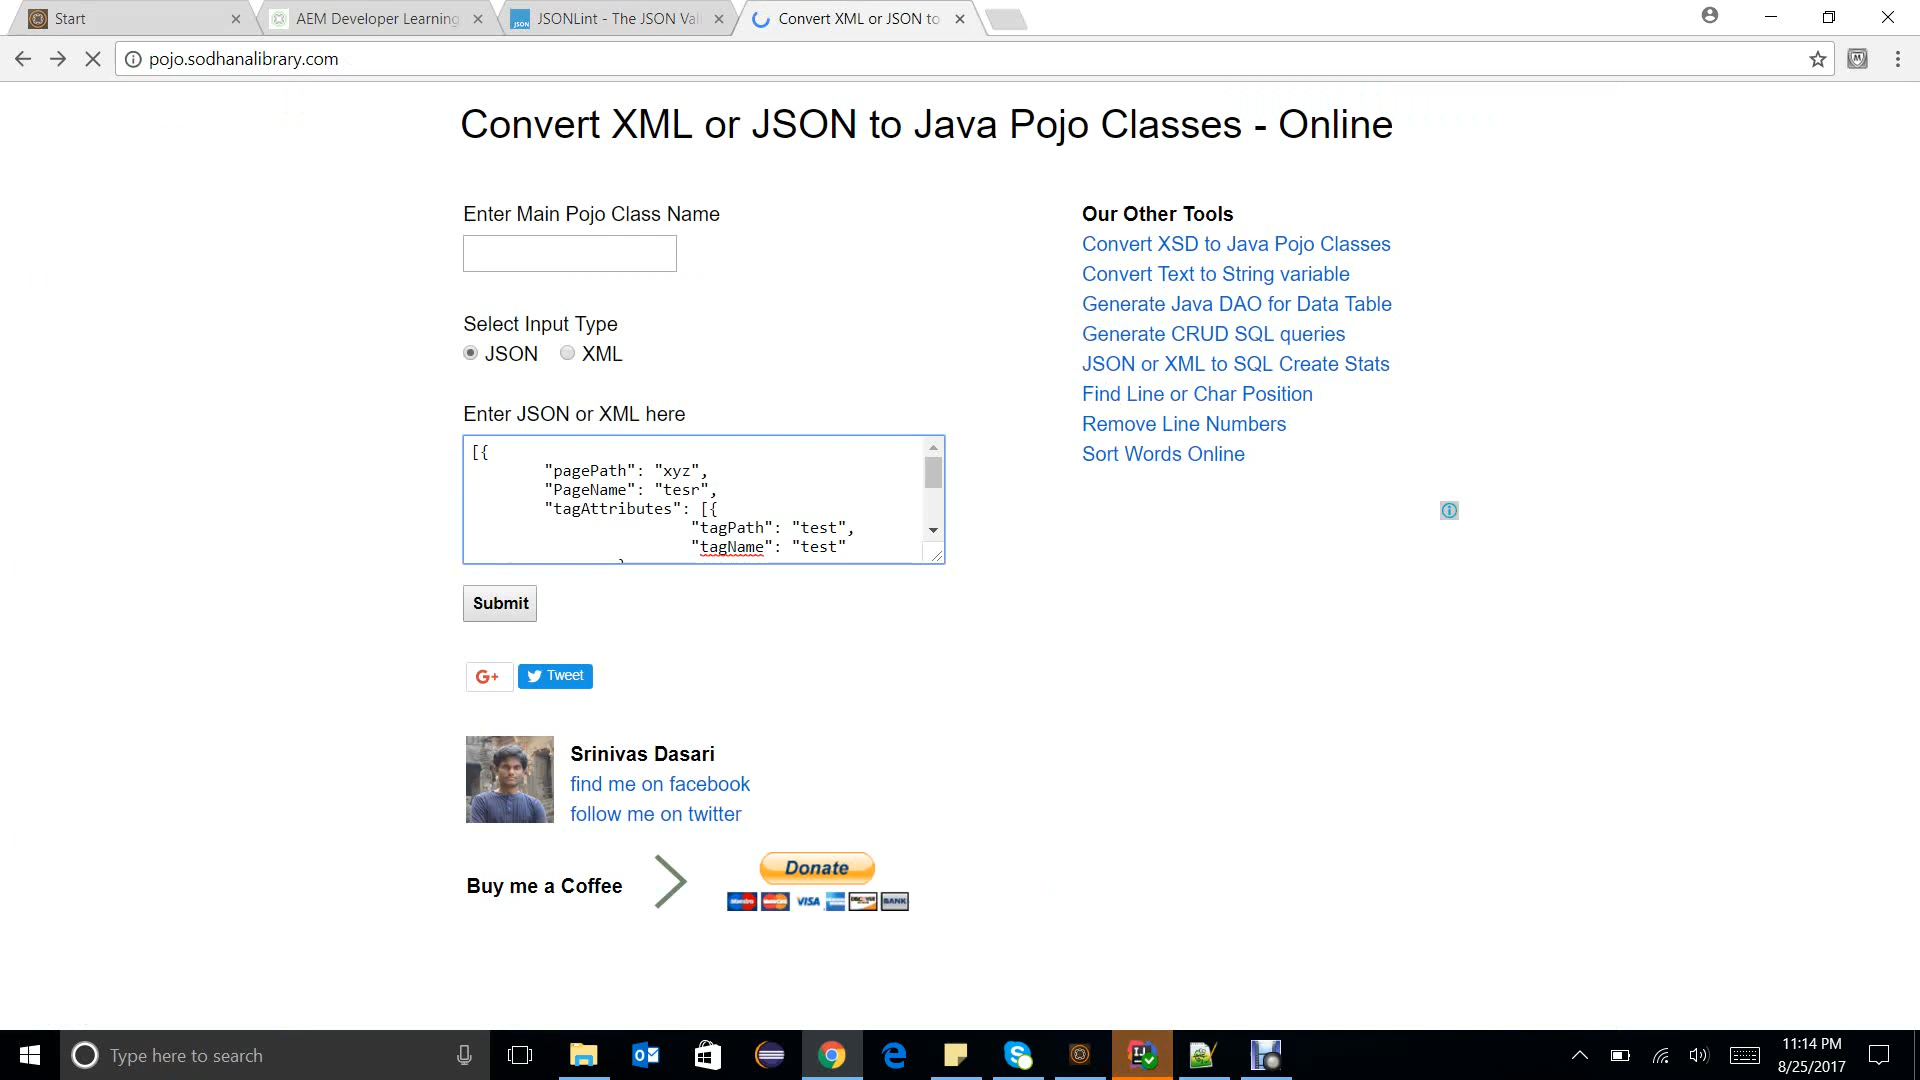 Start
AEM Developer Learning
JSONLint - The JSON Val
Convert XML or JSON to
pojo.sodhanalibrary.com
Convert XML or JSON to Java Pojo Classes - Online
Enter Main Pojo Class Name
Select Input Type
JSON XML
Enter JSON or XML here
[{
"pagePath": "xyz",
"PageName": "tesr",
"tagAttributes": [{
"tagPath": "test",
"tagName": "test"
Submit
G+ Tweet
Our Other Tools
Convert XSD to Java Pojo Classes
Convert Text to String variable
Generate Java DAO for Data Table
Generate CRUD SQL queries
JSON or XML to SQL Create Stats
Find Line or Char Position
Remove Line Numbers
Sort Words Online
Srinivas Dasari
find me on facebook
follow me on twitter
Buy me a Coffee
Donate
VISA
BANK
Type here to search
11:14 PM
8/25/2017